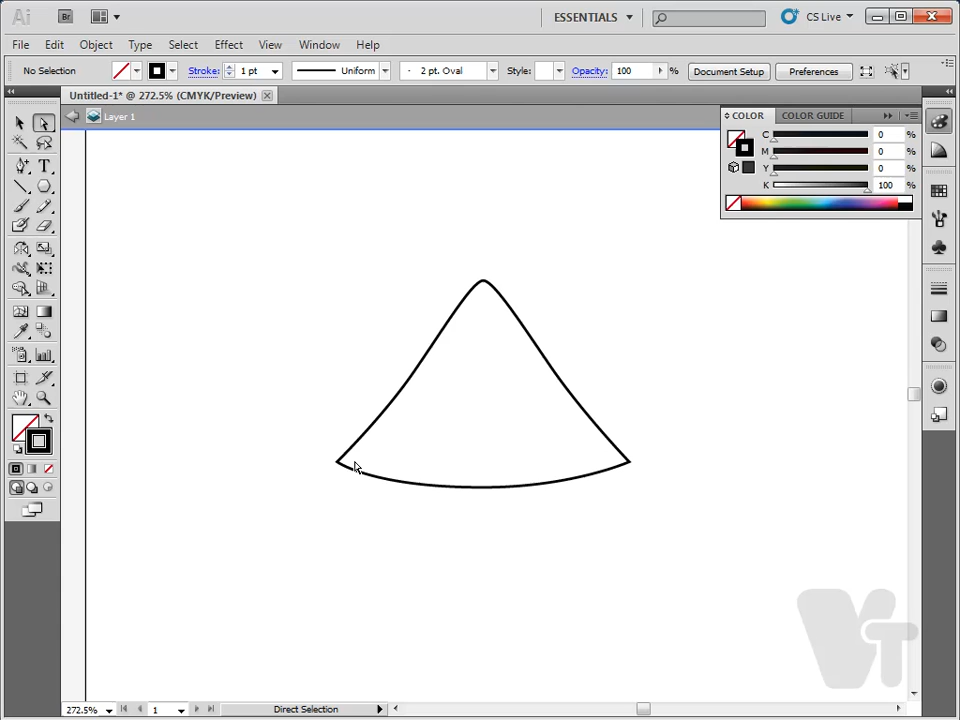 Ai Br ESSENTIALS CS Live
File Edit Object Type Select Effect View Window Help
No Selection Stroke: 1 pt Uniform 2 pt. Oval Style: Opacity: 100 % Document Setup Preferences
Untitled-1* @ 272.5% (CMYK/Preview)
Layer 1
COLOR COLOR GUIDE
C 0 %
M 0 %
Y 0 %
K 100 %
T
VT
272.5% 1 Direct Selection